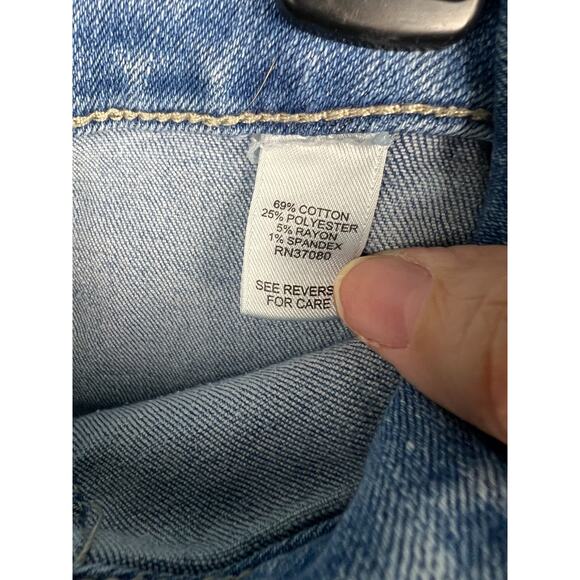 69% COTTON
25% POLYESTER
5% RAYON
1% SPANDEX
RN37080
SEE REVERS
FOR CARE